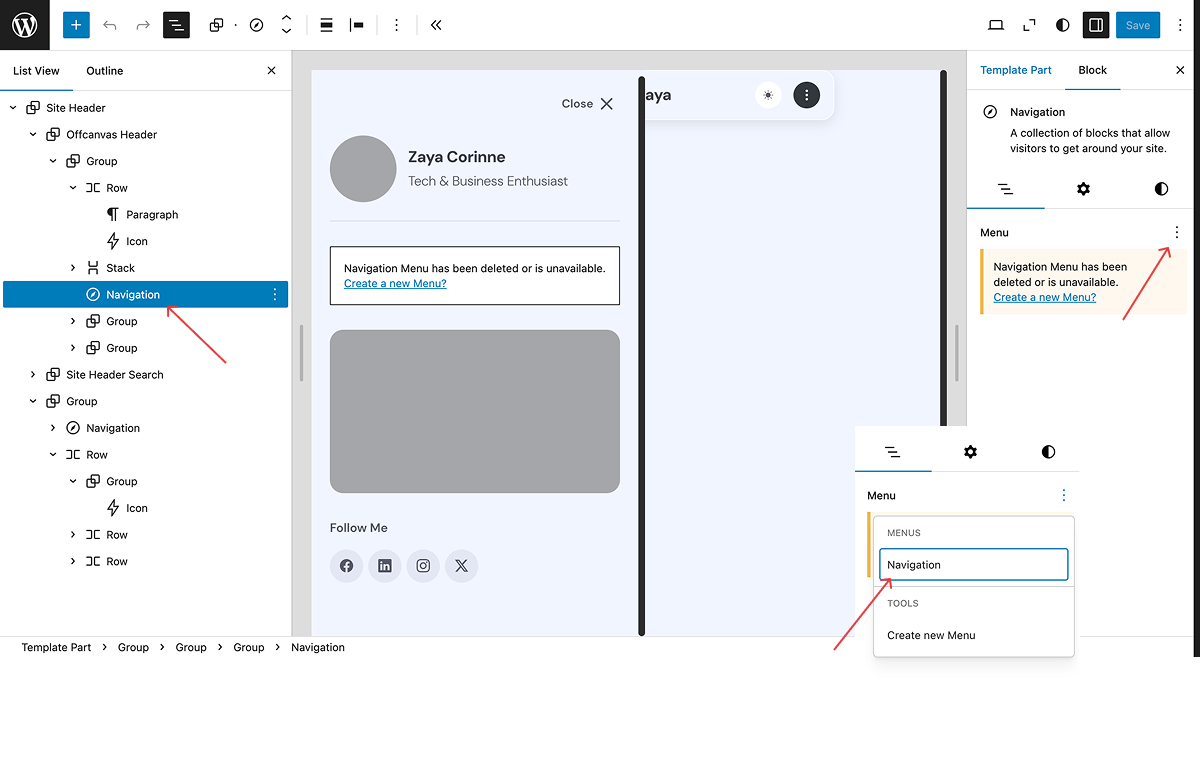 Save
List View
Outline
Site Header
Offcanvas Header
Group
Row
Paragraph
Icon
Stack
Navigation
Group
Group
Site Header Search
Group
Navigation
Row
Group
Icon
Row
Row
Close
Zaya Corinne
Tech & Business Enthusiast
Navigation Menu has been deleted or is unavailable.
Create a new Menu?
Follow Me
aya
Template Part
Block
Navigation
A collection of blocks that allow
visitors to get around your site.
Menu
Navigation Menu has been
deleted or is unavailable.
Create a new Menu?
Menu
MENUS
Navigation
TOOLS
Create new Menu
Template Part > Group > Group > Group > Navigation